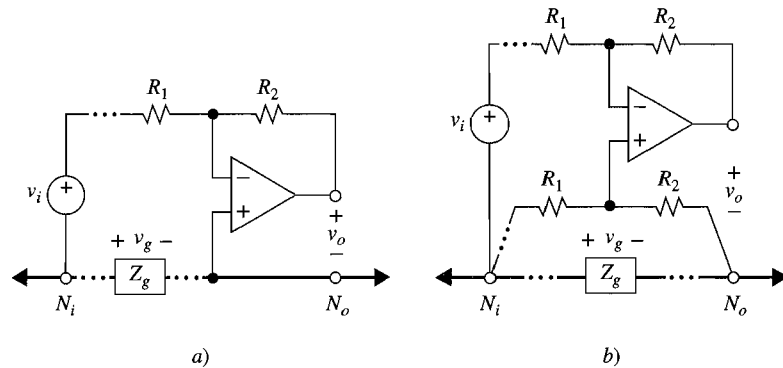 R1 R2
vi +
−
+
+ vo −
+ vg −
Zg
Ni No
a)
R1 R2
vi +
−
+
R1 R2
+ vo −
+ vg −
Zg
Ni No
b)